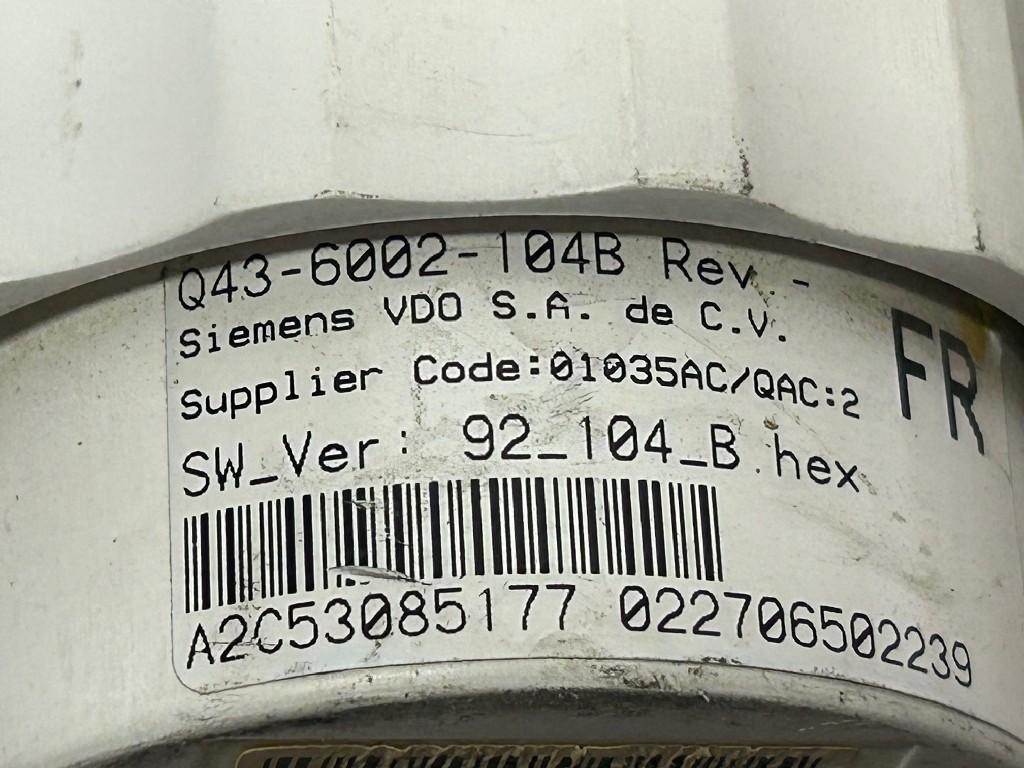 Q43-6002-104B Rev. -
Siemens VDO S.A. de C.V.
Supplier Code:01035AC/QAC:2
FR
SW_Ver: 92_104_B.hex
A2C53085177 022706502239